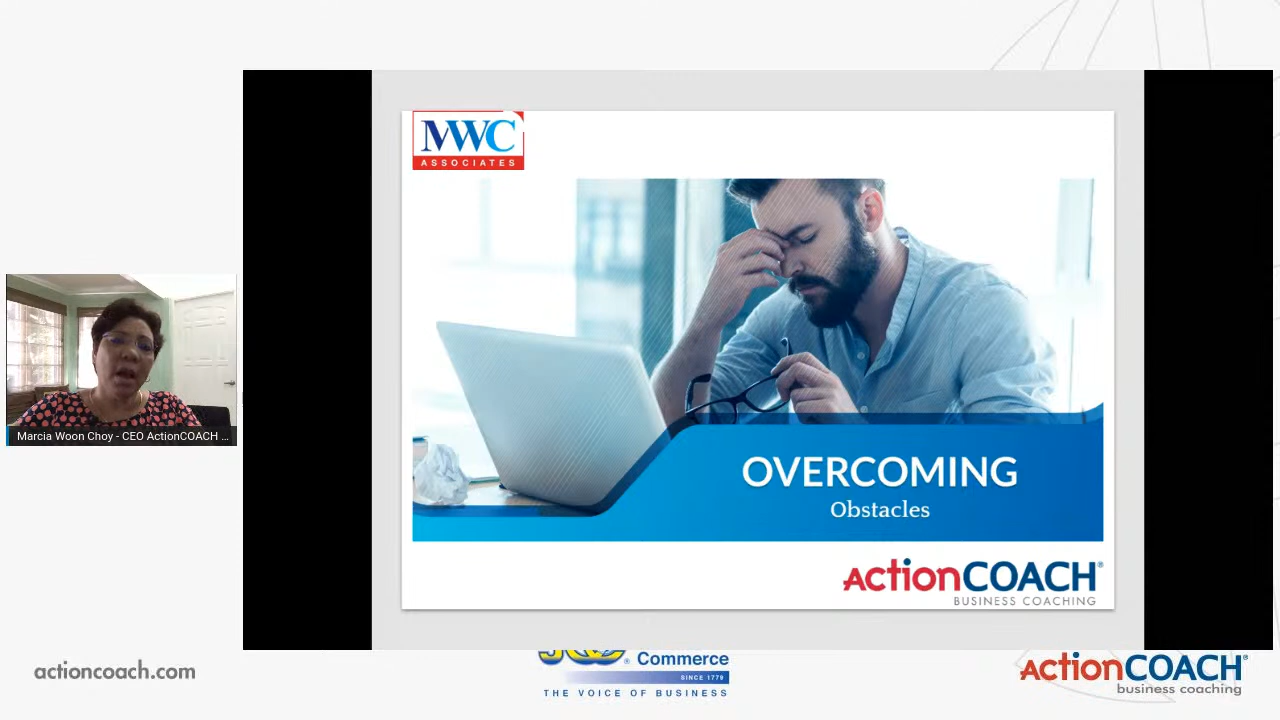 MWC
ASSOCIATES
OVERCOMING
Obstacles
ActionCOACH®
BUSINESS COACHING
Marcia Woon Choy - CEO ActionCOACH ...
actioncoach.com
Commerce
SINCE 1779
THE VOICE OF BUSINESS
ActionCOACH®
business coaching